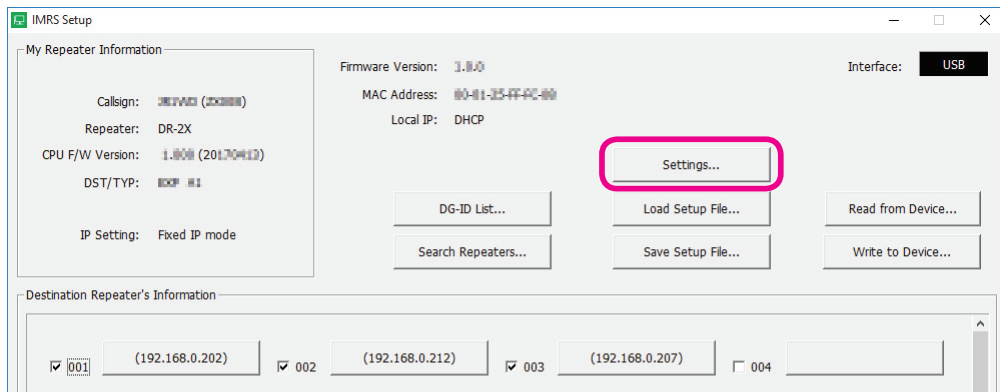 IMRS Setup
My Repeater Information
Callsign:
Repeater: DR-2X
CPU F/W Version:
DST/TYP:
IP Setting: Fixed IP mode
Firmware Version:
MAC Address:
Local IP: DHCP
Interface: USB
Settings...
DG-ID List... Load Setup File... Read from Device...
Search Repeaters... Save Setup File... Write to Device...
Destination Repeater's Information
001 (192.168.0.202) 002 (192.168.0.212) 003 (192.168.0.207) 004